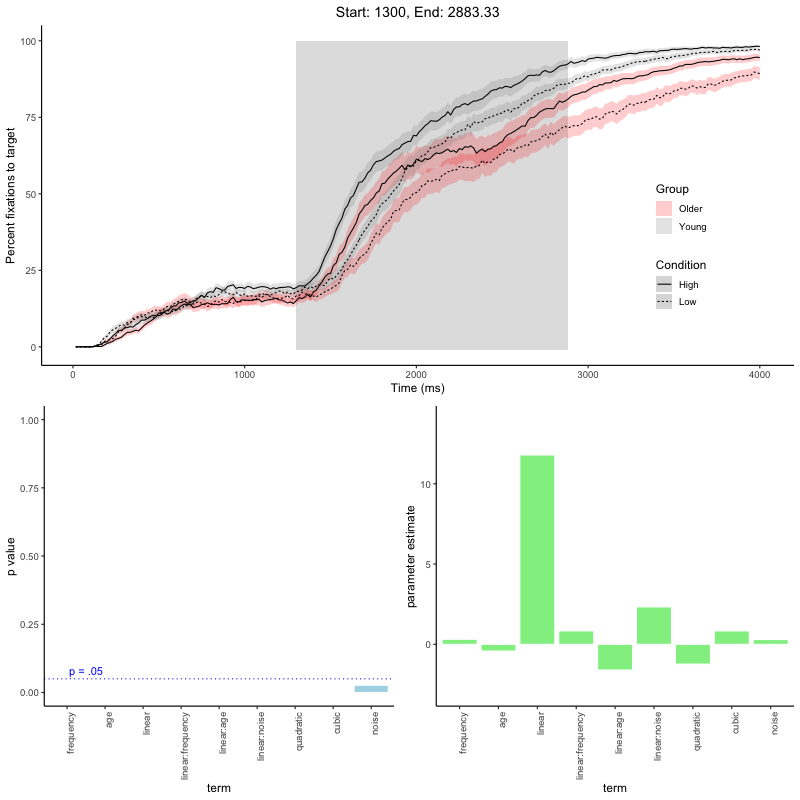 Start: 1300, End: 2883.33
Percent fixations to target
100
75
50
25
0
0
1000
2000
3000
4000
Time (ms)
Group
Older
Young
Condition
High
Low
p value
1.00
0.75
0.50
0.25
0.00
p = .05
frequency
age
linear
linear:frequency
linear:age
linear:noise
quadratic
cubic
noise
term
parameter estimate
10
5
0
frequency
age
linear
linear:frequency
linear:age
linear:noise
quadratic
cubic
noise
term